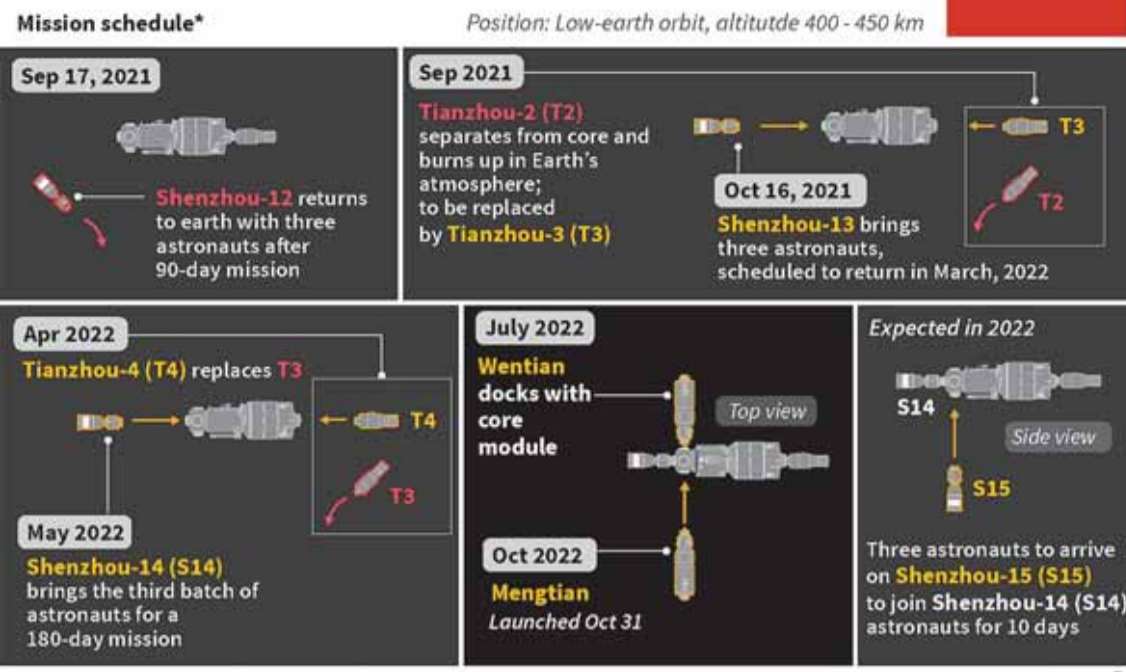 Mission schedule*
Position: Low-earth orbit, altitutde 400 - 450 km
Sep 17, 2021
Shenzhou-12 returns
to earth with three
astronauts after
90-day mission
Sep 2021
Tianzhou-2 (T2)
separates from core and
burns up in Earth's
atmosphere;
to be replaced
by Tianzhou-3 (T3)
T3
T2
Oct 16, 2021
Shenzhou-13 brings
three astronauts,
scheduled to return in March, 2022
Apr 2022
Tianzhou-4 (T4) replaces T3
T4
T3
May 2022
Shenzhou-14 (S14)
brings the third batch of
astronauts for a
180-day mission
July 2022
Wentian
docks with
core
module
Top view
Oct 2022
Mengtian
Launched Oct 31
Expected in 2022
S14
Side view
S15
Three astronauts to arrive
on Shenzhou-15 (S15)
to join Shenzhou-14 (S14)
astronauts for 10 days